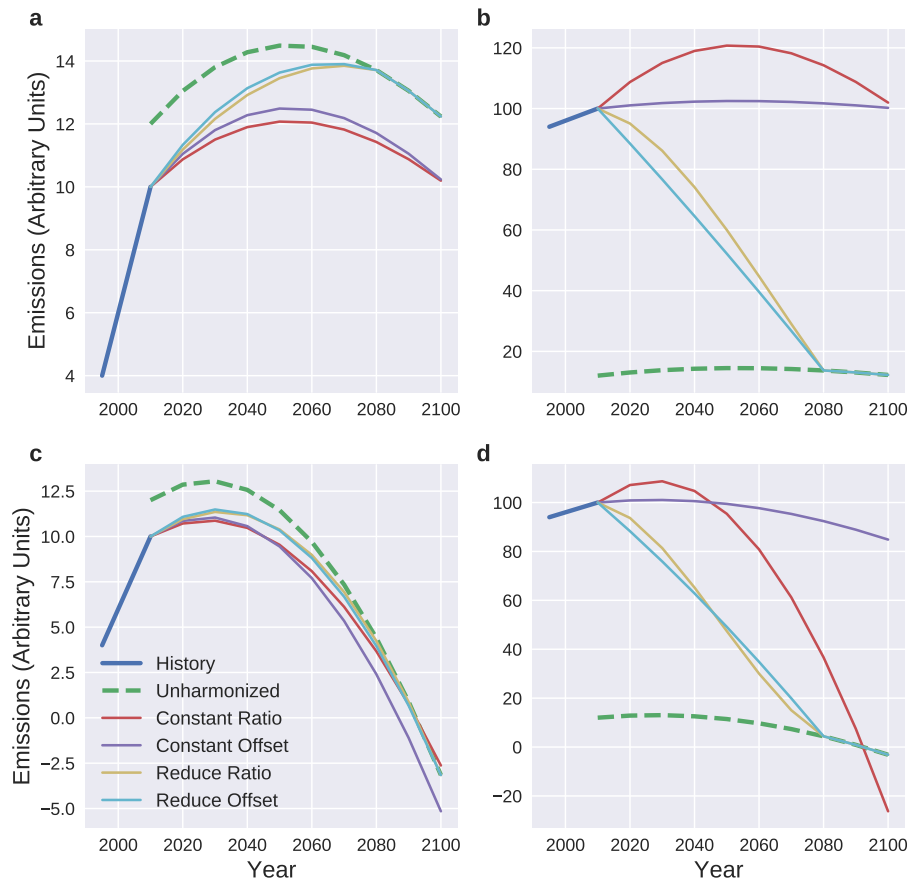 a
Emissions (Arbitrary Units)
14
12
10
8
6
4
2000 2020 2040 2060 2080 2100
b
120
100
80
60
40
20
2000 2020 2040 2060 2080 2100
c
Emissions (Arbitrary Units)
12.5
10.0
7.5
5.0
2.5
0.0
−2.5
−5.0
History
Unharmonized
Constant Ratio
Constant Offset
Reduce Ratio
Reduce Offset
2000 2020 2040 2060 2080 2100
Year
d
100
80
60
40
20
0
−20
2000 2020 2040 2060 2080 2100
Year